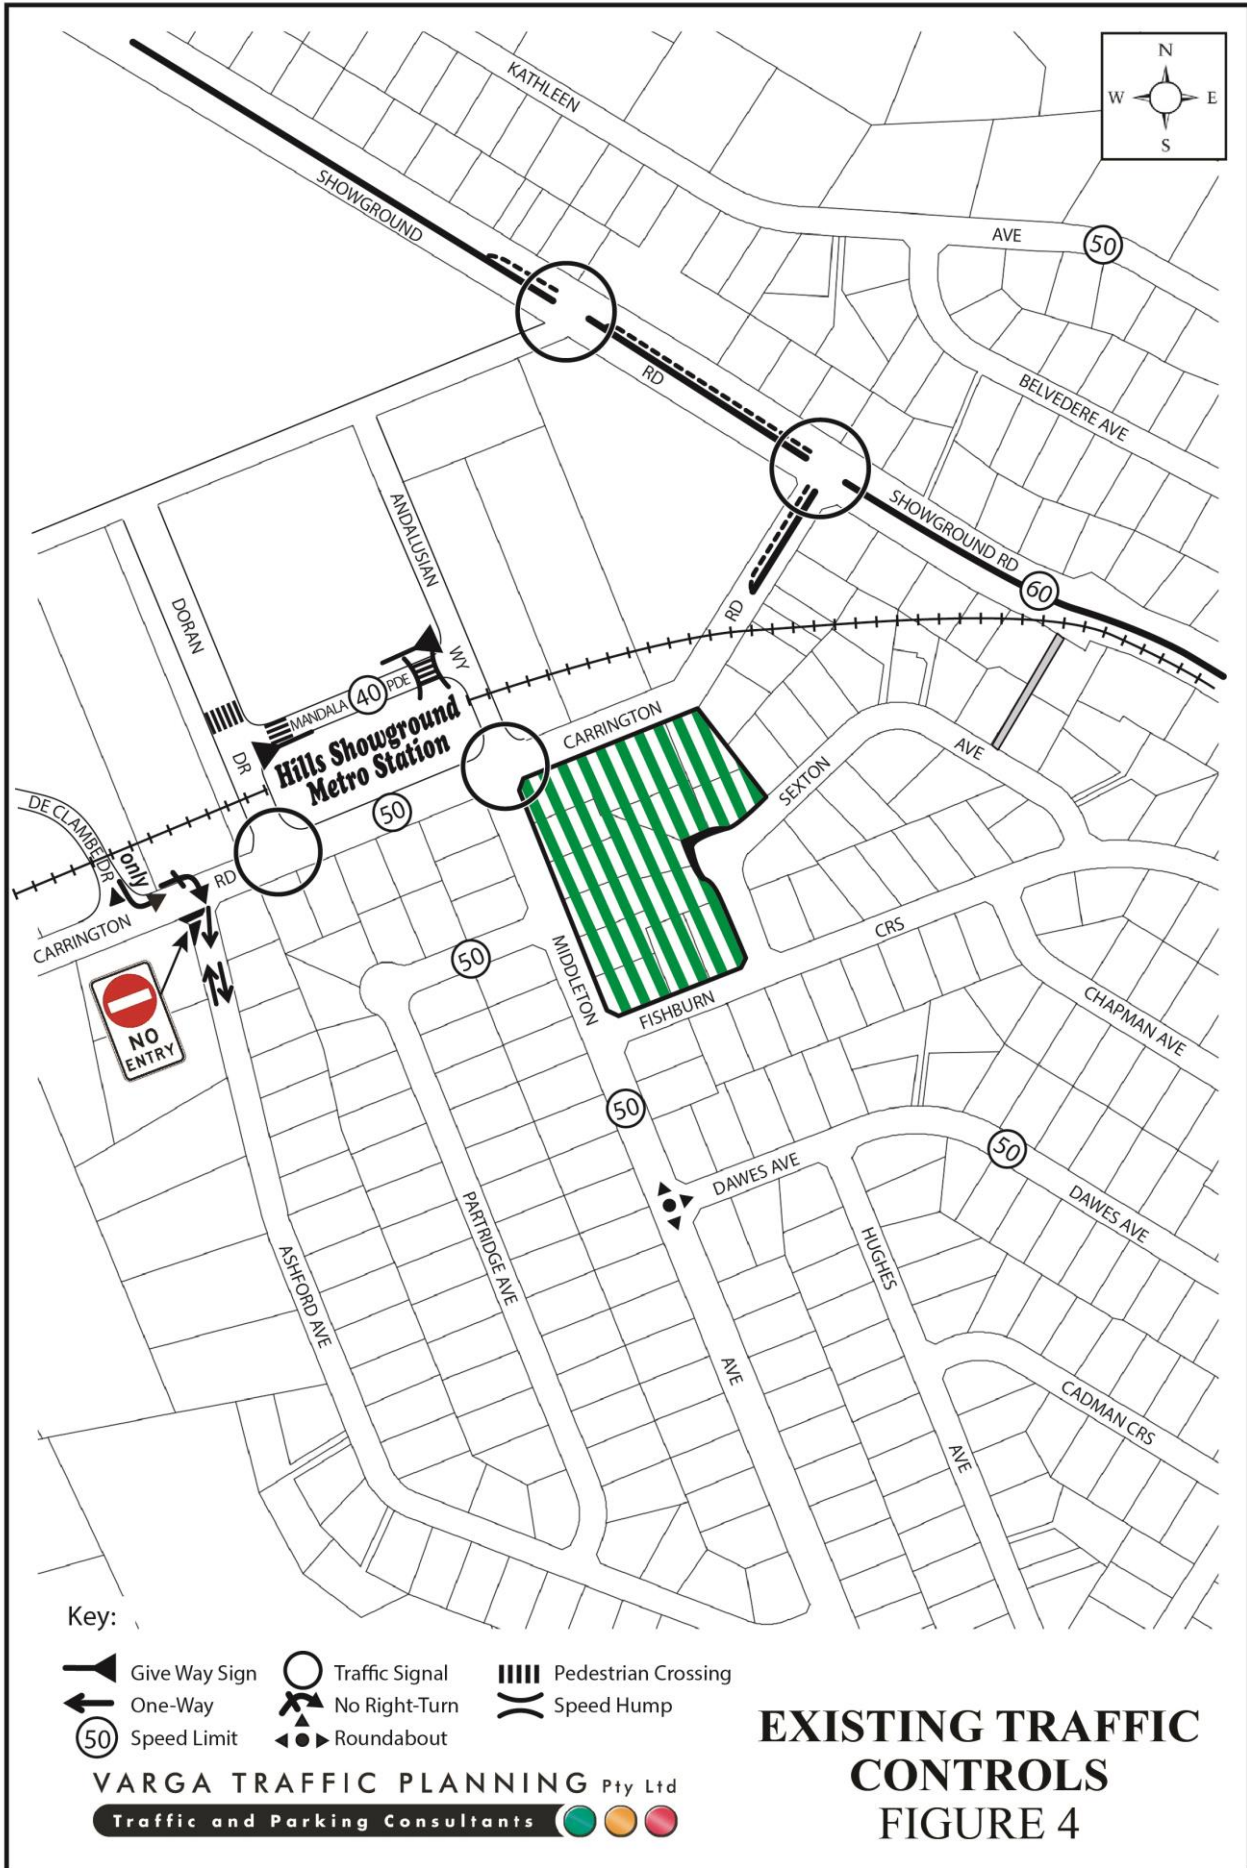 N
W E
S
KATHLEEN
AVE
50
SHOWGROUND
RD
BELVEDERE AVE
SHOWGROUND RD
60
ANDALUSIAN
WY
DORAN
DR
RD
MANDALA
40
PDE
Hills Showground
Metro Station
50
CARRINGTON
SEXTON
AVE
DE CLAMBE DR
only
RD
CARRINGTON
NO
ENTRY
50
MIDDLETON
FISHBURN
CRS
CHAPMAN AVE
50
DAWES AVE
50
DAWES AVE
HUGHES
AVE
PARTRIDGE AVE
ASHFORD AVE
AVE
CADMAN CRS
Key:
Give Way Sign
Traffic Signal
Pedestrian Crossing
One-Way
No Right-Turn
Speed Hump
50 Speed Limit
Roundabout
VARGA TRAFFIC PLANNING Pty Ltd
Traffic and Parking Consultants
EXISTING TRAFFIC
CONTROLS
FIGURE 4